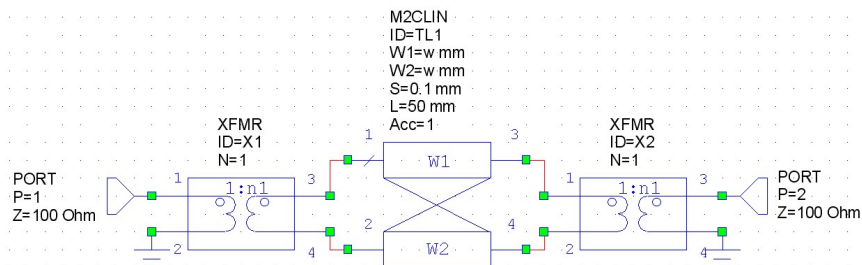 M2CLIN
ID=TL1
W1=w mm
W2=w mm
S=0.1 mm
L=50 mm
Acc=1
XFMR
ID=X1
N=1
XFMR
ID=X2
N=1
PORT
P=1
Z=100 Ohm
PORT
P=2
Z=100 Ohm
1
3
W1
2
4
W2
1
3
1:n1
2
4
1
3
1:n1
2
4